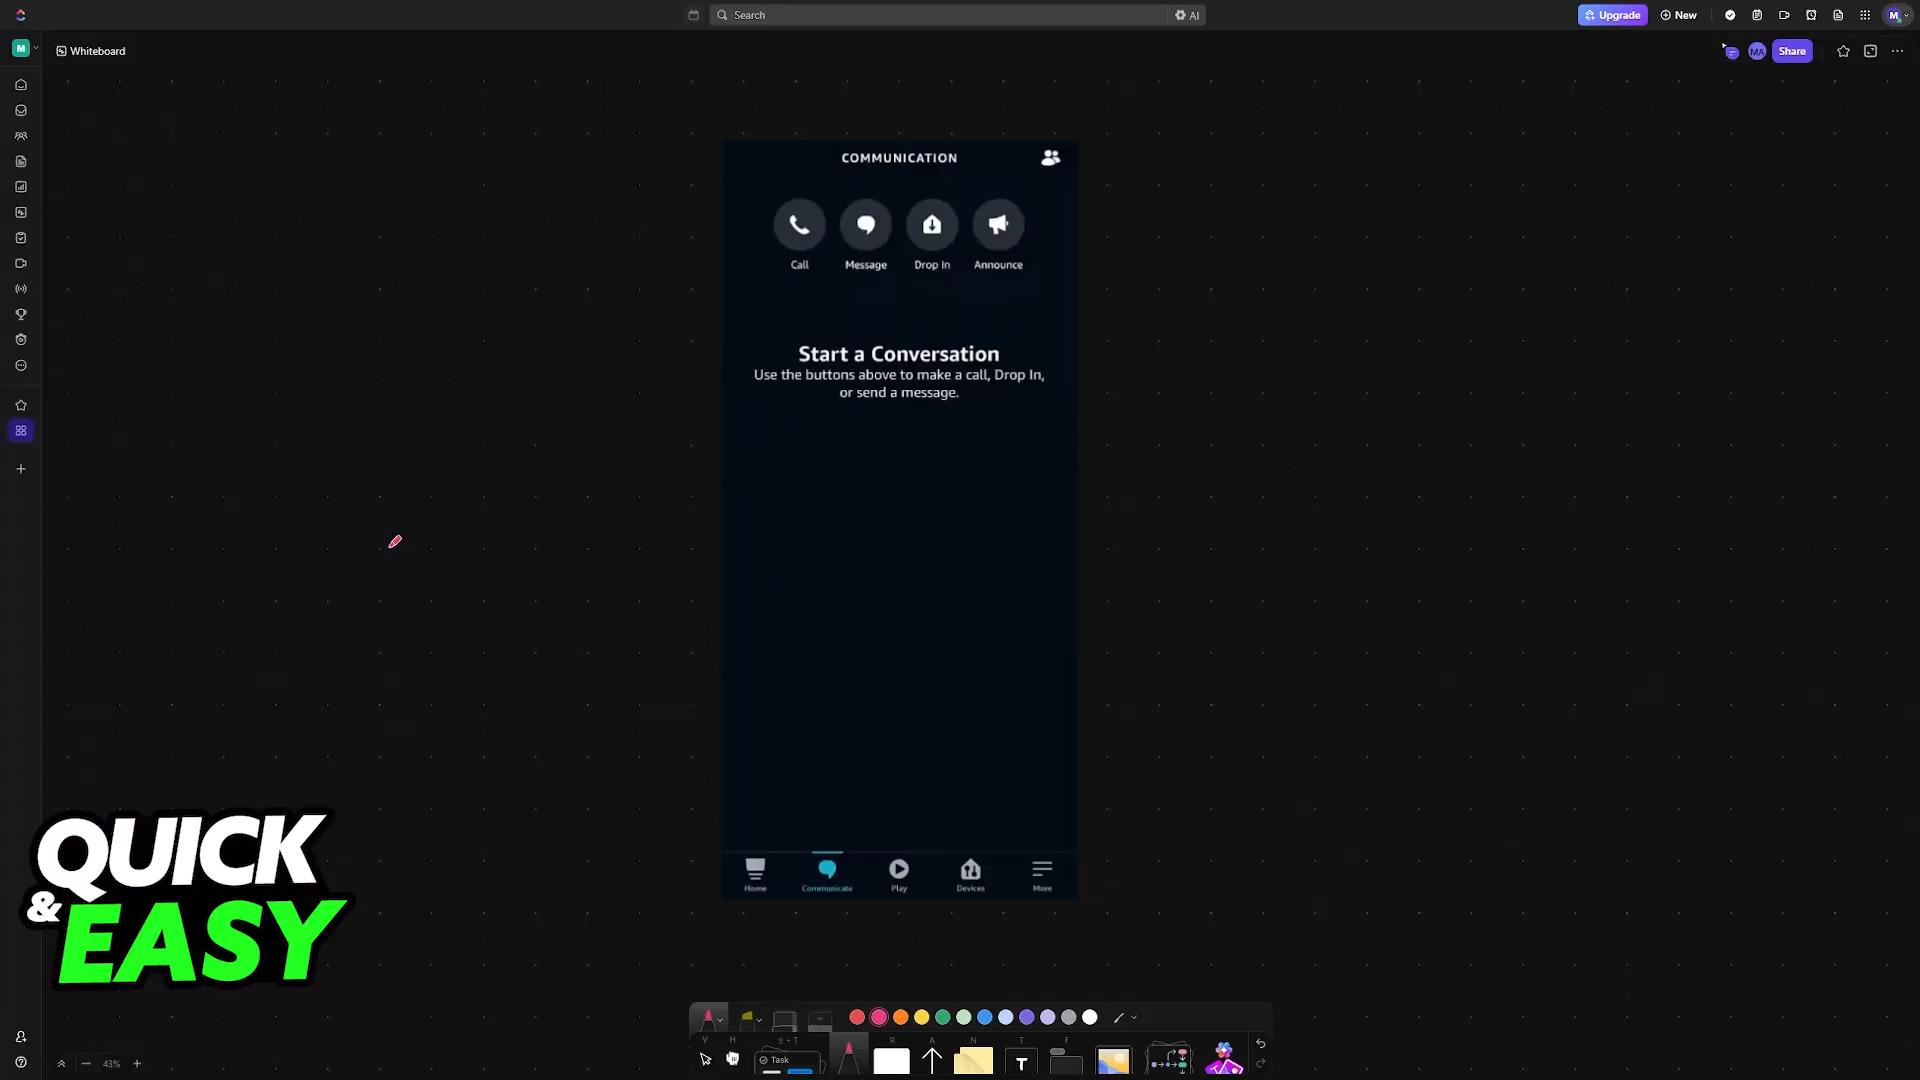 Search
AI
Upgrade
New
M
M
Whiteboard
MA
Share
COMMUNICATION
Call
Message
Drop In
Announce
Start a Conversation
Use the buttons above to make a call, Drop In,
or send a message.
Home
Communicate
Play
Devices
More
QUICK
& EASY
V
H
g + T
R
A
N
T
F
Task
T
43%